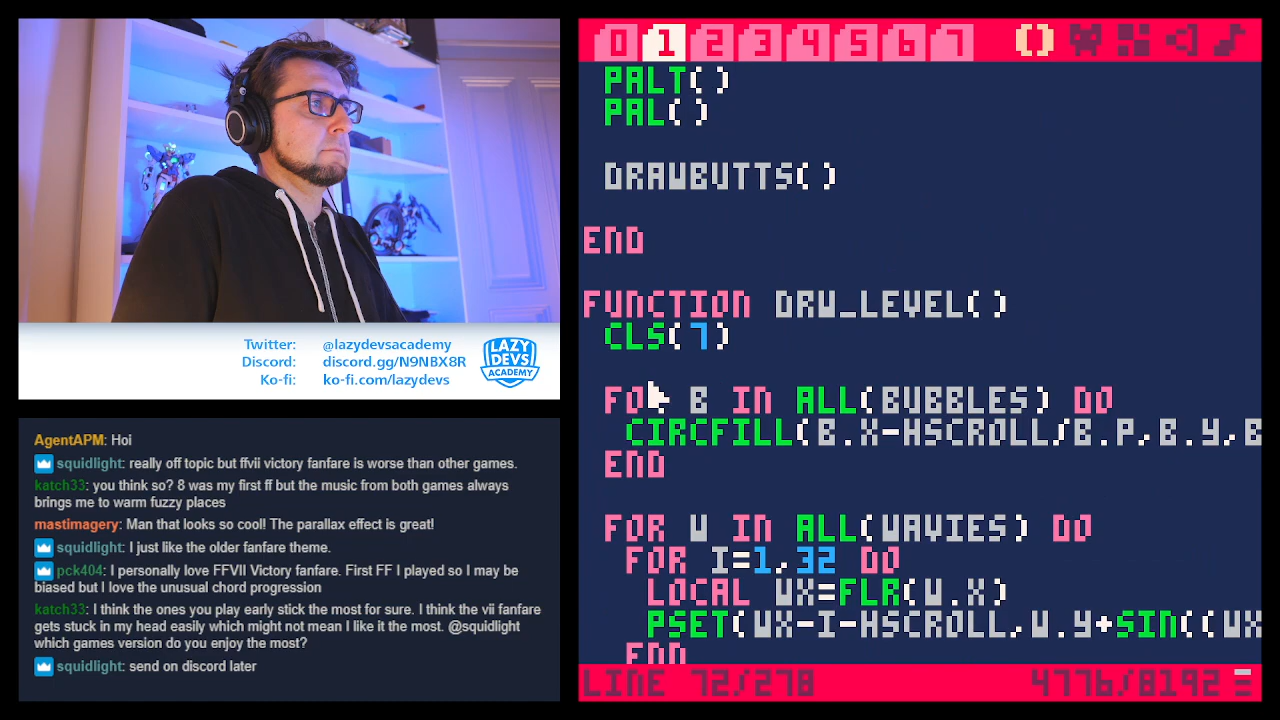 Twitter: @lazydevsacademy
Discord: discord.gg/N9NBX8R
Ko-fi: ko-fi.com/lazydevs
LAZY
DEVS
ACADEMY
AgentAPM: Hoi
squidlight: really off topic but ffvii victory fanfare is worse than other games.
katch33: you think so? 8 was my first ff but the music from both games always
brings me to warm fuzzy places
mastimagery: Man that looks so cool! The parallax effect is great!
squidlight: I just like the older fanfare theme.
pck404: I personally love FFVII Victory fanfare. First FF I played so I may be
biased but I love the unusual chord progression
katch33: I think the ones you play early stick the most for sure. I think the vii fanfare
gets stuck in my head easily which might not mean I like it the most. @squidlight
which games version do you enjoy the most?
squidlight: send on discord later
0 1 2 3 4 5 6 7 ()
PALT()
PAL()
DRAWBUTTS()
END
FUNCTION DRW_LEVEL()
CLS(7)
FO B IN ALL(BUBBLES) DO
CIRCFILL(B.X-HSCROLL/B.P,B.Y,B
END
FOR W IN ALL(WAVIES) DO
FOR I=1,32 DO
LOCAL WX=FLR(W.X)
PSET(WX-I-HSCROLL,W.Y+SIN((WX
END
LINE 72/278 4776/8192